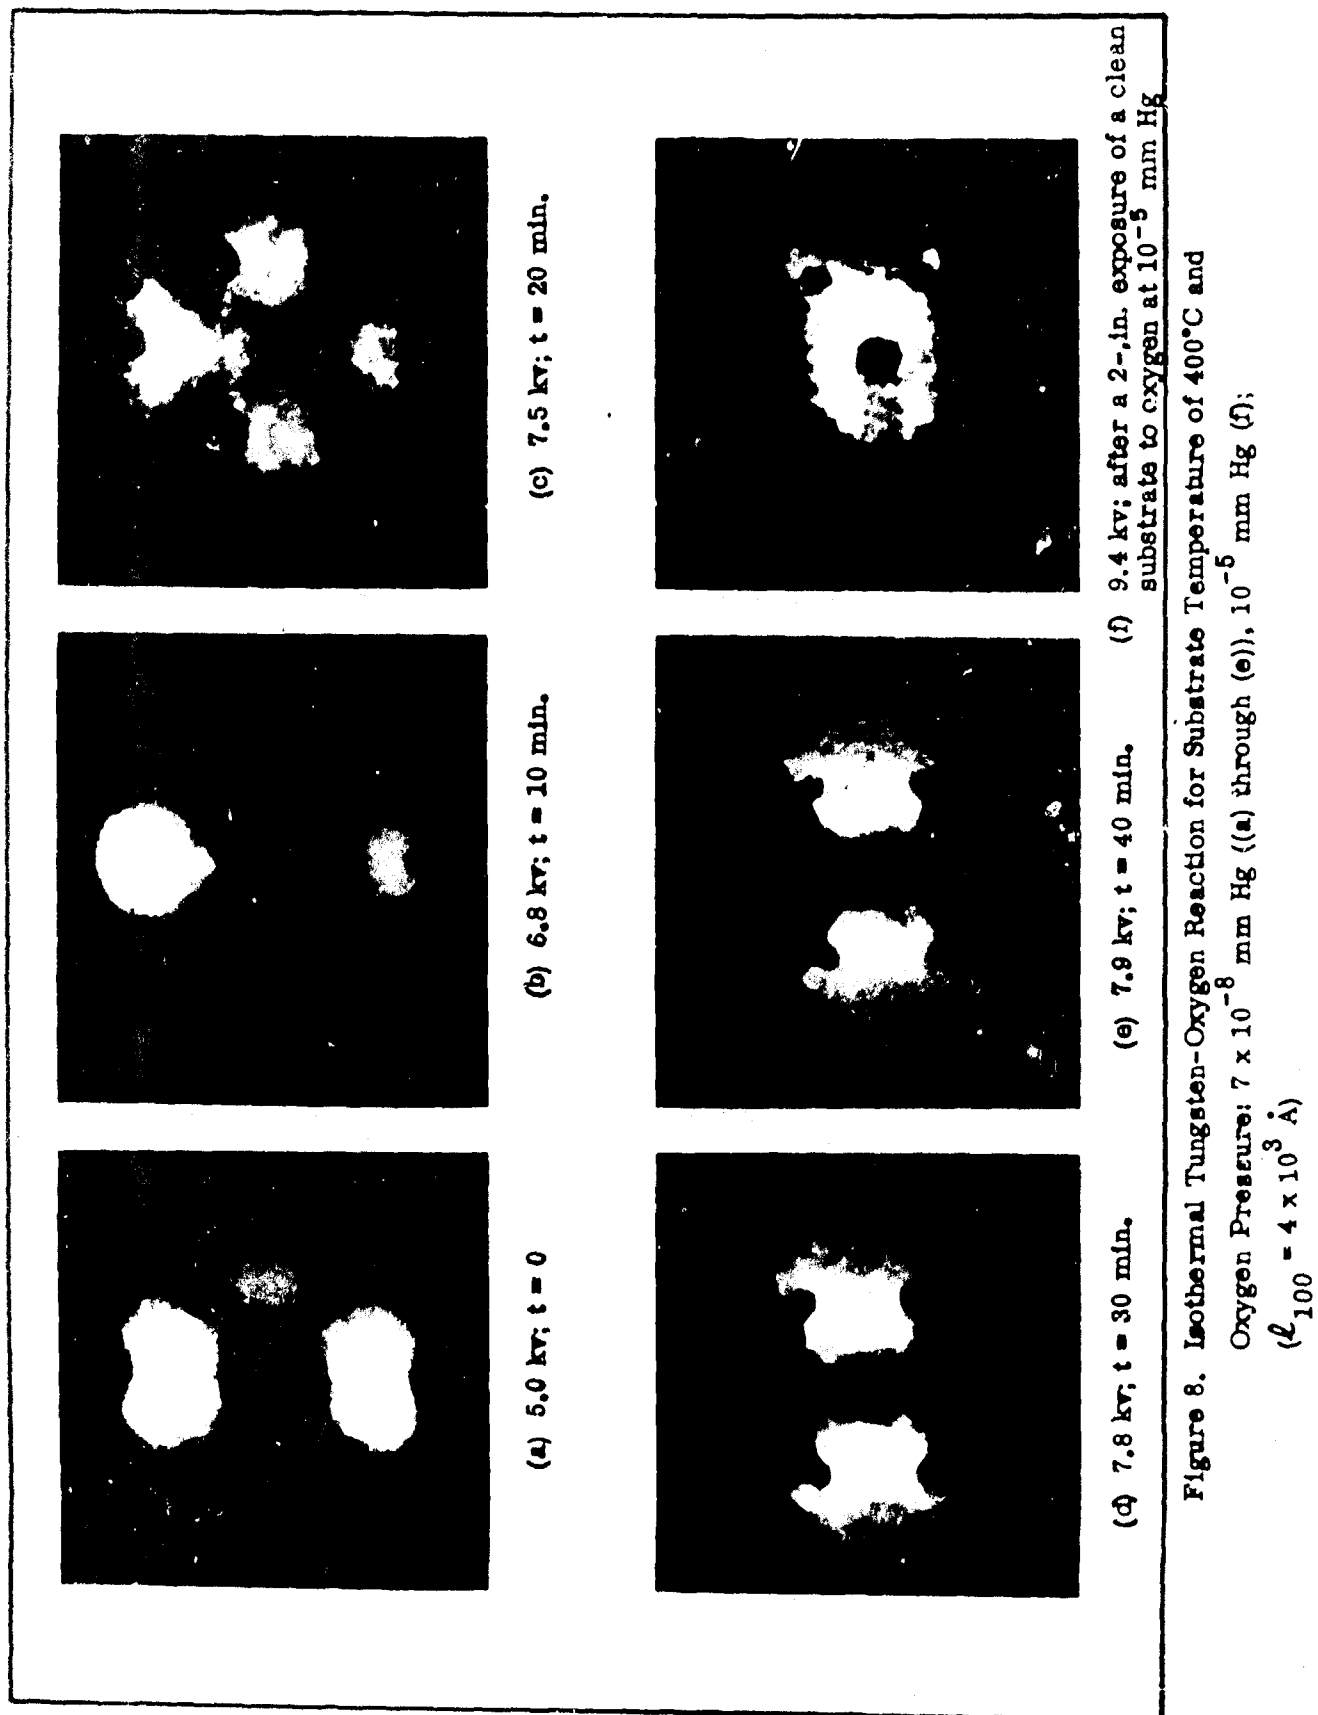 (a) 5.0 kv; t = 0
(b) 6.8 kv; t = 10 min.
(c) 7.5 kv; t = 20 min.
(d) 7.8 kv; t = 30 min.
(e) 7.9 kv; t = 40 min.
(f) 9.4 kv; after a 2-,in. exposure of a clean
substrate to oxygen at 10⁻⁵ mm Hg
Figure 8. Isothermal Tungsten-Oxygen Reaction for Substrate Temperature of 400°C and
Oxygen Pressure: 7 x 10⁻⁸ mm Hg ((a) through (e)), 10⁻⁵ mm Hg (f);
(ℓ₁₀₀ = 4 x 10³ Å)